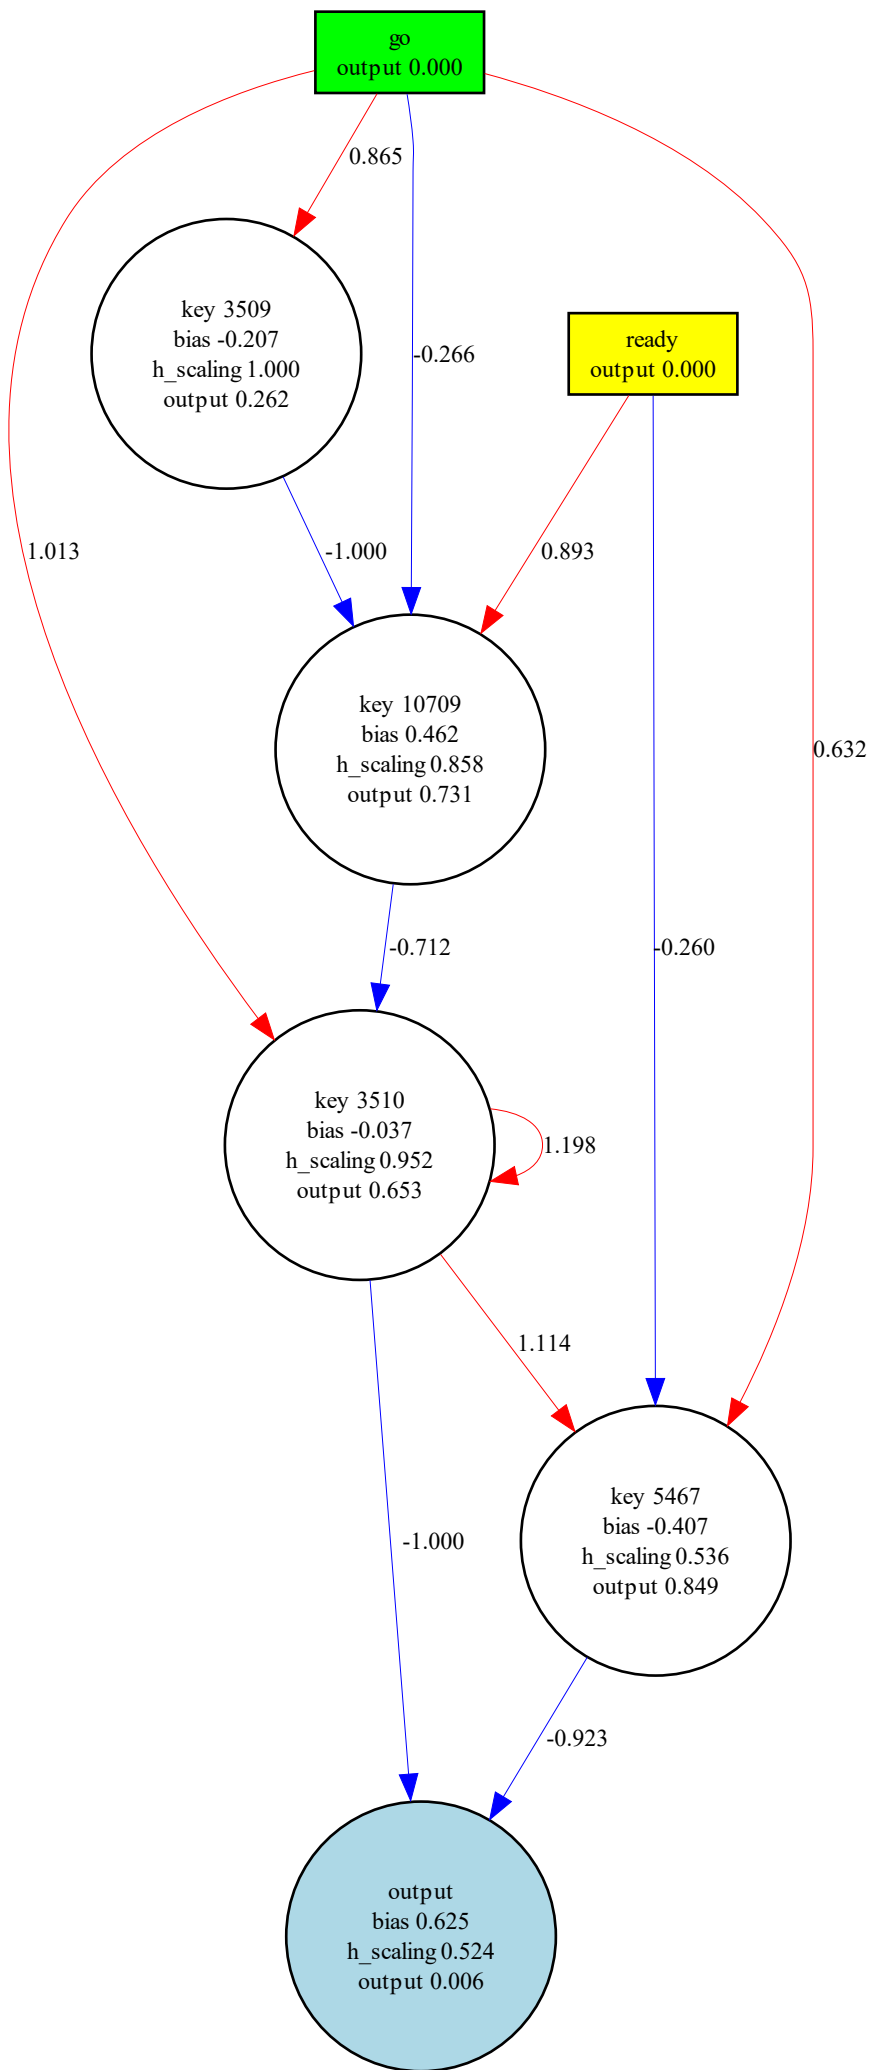 go
output 0.000
0.865
key 3509
bias -0.207
h_scaling 1.000
output 0.262
-0.266
ready
output 0.000
1.013
-1.000
0.893
key 10709
bias 0.462
h_scaling 0.858
output 0.731
0.632
-0.712
-0.260
key 3510
bias -0.037
h_scaling 0.952
output 0.653
1.198
1.114
key 5467
bias -0.407
h_scaling 0.536
output 0.849
-1.000
-0.923
output
bias 0.625
h_scaling 0.524
output 0.006